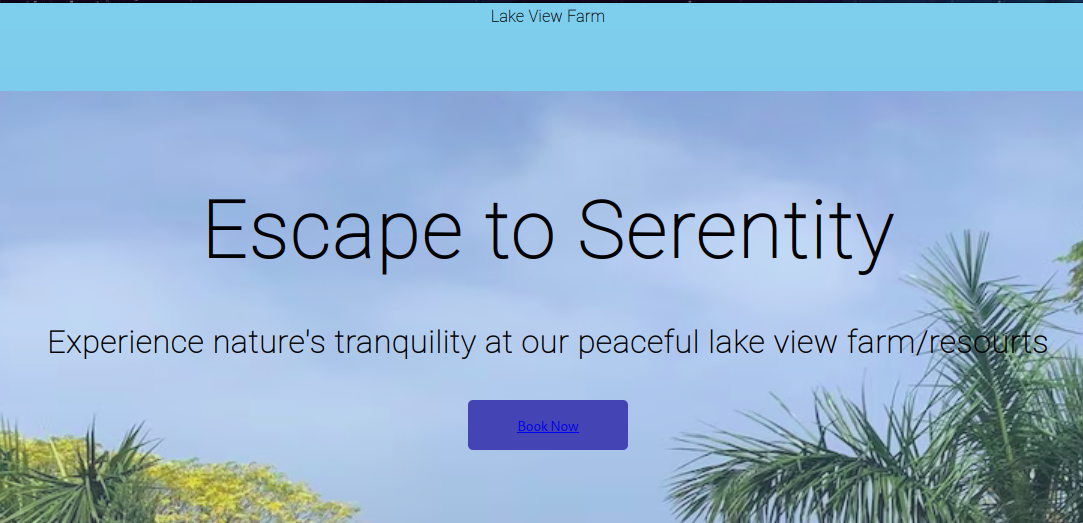 Lake View Farm
Escape to Serentity
Experience nature's tranquility at our peaceful lake view farm/resourts
Book Now